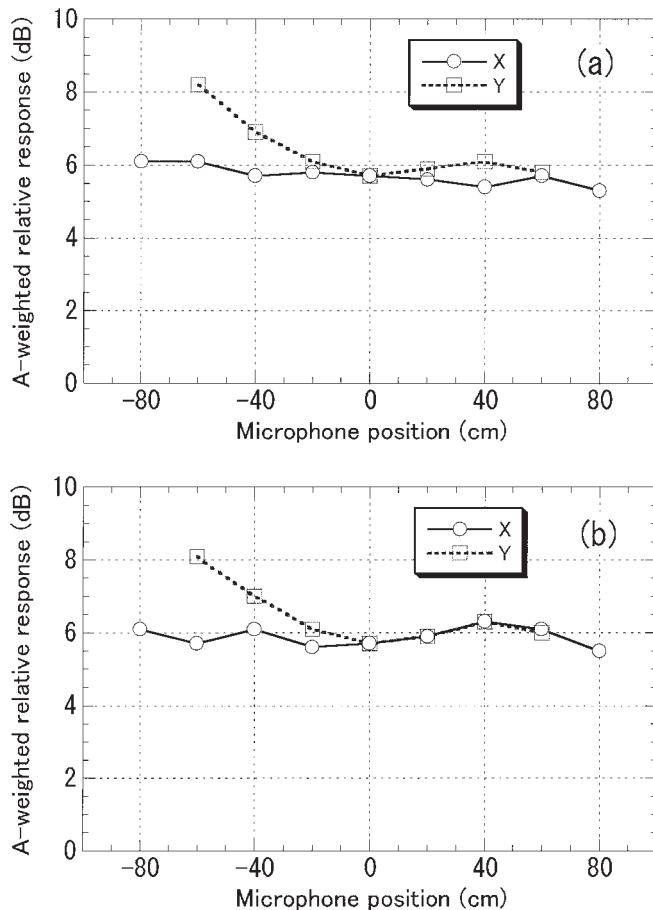 10
8
6
4
2
0
A-weighted relative response (dB)
X
Y
(a)
-80
-40
0
40
80
Microphone position (cm)
10
8
6
4
2
0
A-weighted relative response (dB)
X
Y
(b)
-80
-40
0
40
80
Microphone position (cm)